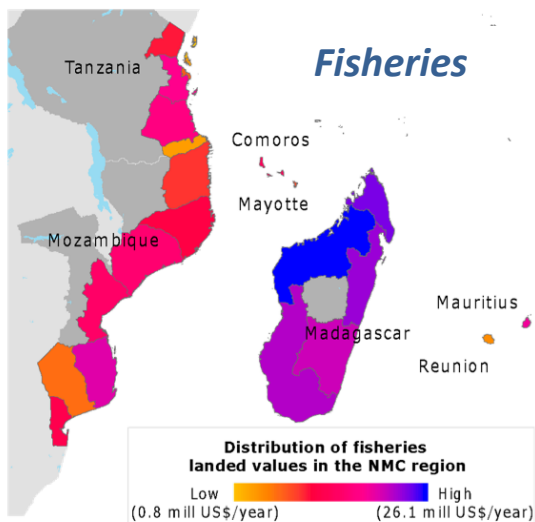 Fisheries
Tanzania
Comoros
Mayotte
Mozambique
Mauritius
Madagascar
Reunion
Distribution of fisheries
landed values in the NMC region
Low High
(0.8 mill US$/year) (26.1 mill US$/year)